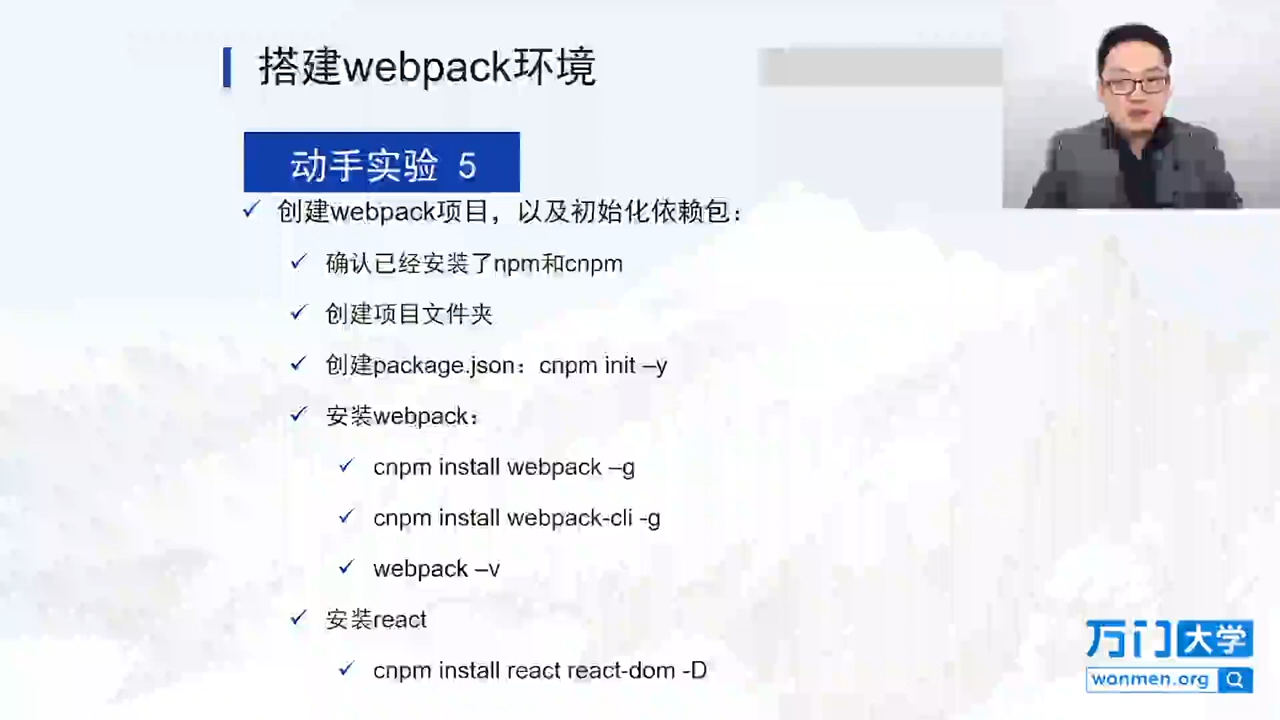 搭建webpack环境
动手实验 5
创建webpack项目，以及初始化依赖包：
确认已经安装了npm和cnpm
创建项目文件夹
创建package.json：cnpm init –y
安装webpack：
cnpm install webpack –g
cnpm install webpack-cli -g
webpack –v
安装react
cnpm install react react-dom -D
万门大学
wanmen.org